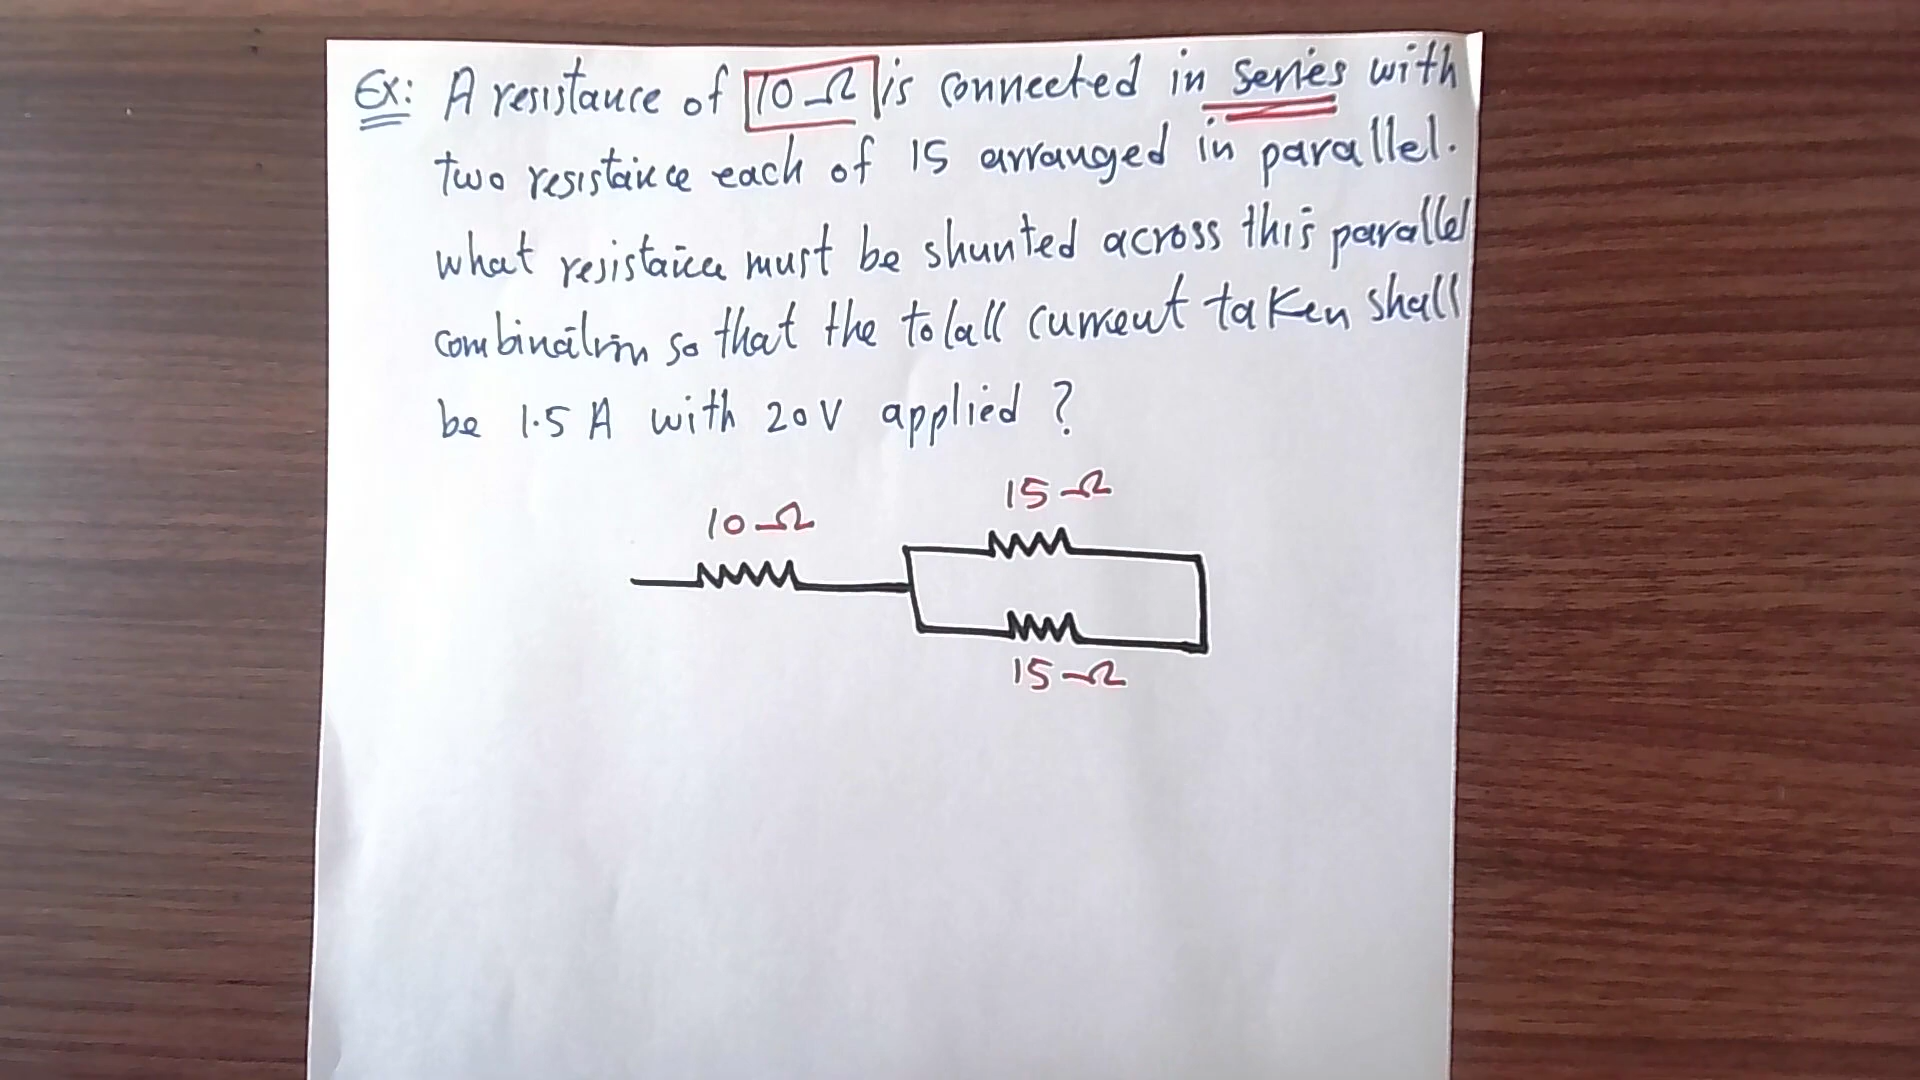 Ex: A resistance of 10 Ω is connected in series with
two resistance each of 15 arranged in parallel.
what resistance must be shunted across this parallel
combination so that the totall current taken shall
be 1.5 A with 20V applied ?
15 Ω
10 Ω
15 Ω